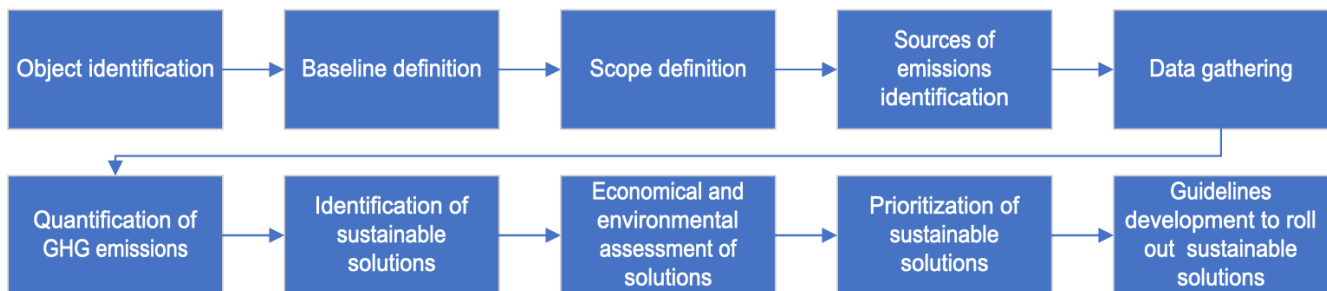 Object identification
Baseline definition
Scope definition
Sources of
emissions
identification
Data gathering
Quantification of
GHG emissions
Identification of
sustainable
solutions
Economical and
environmental
assessment of
solutions
Prioritization of
sustainable
solutions
Guidelines
development to roll
out sustainable
solutions